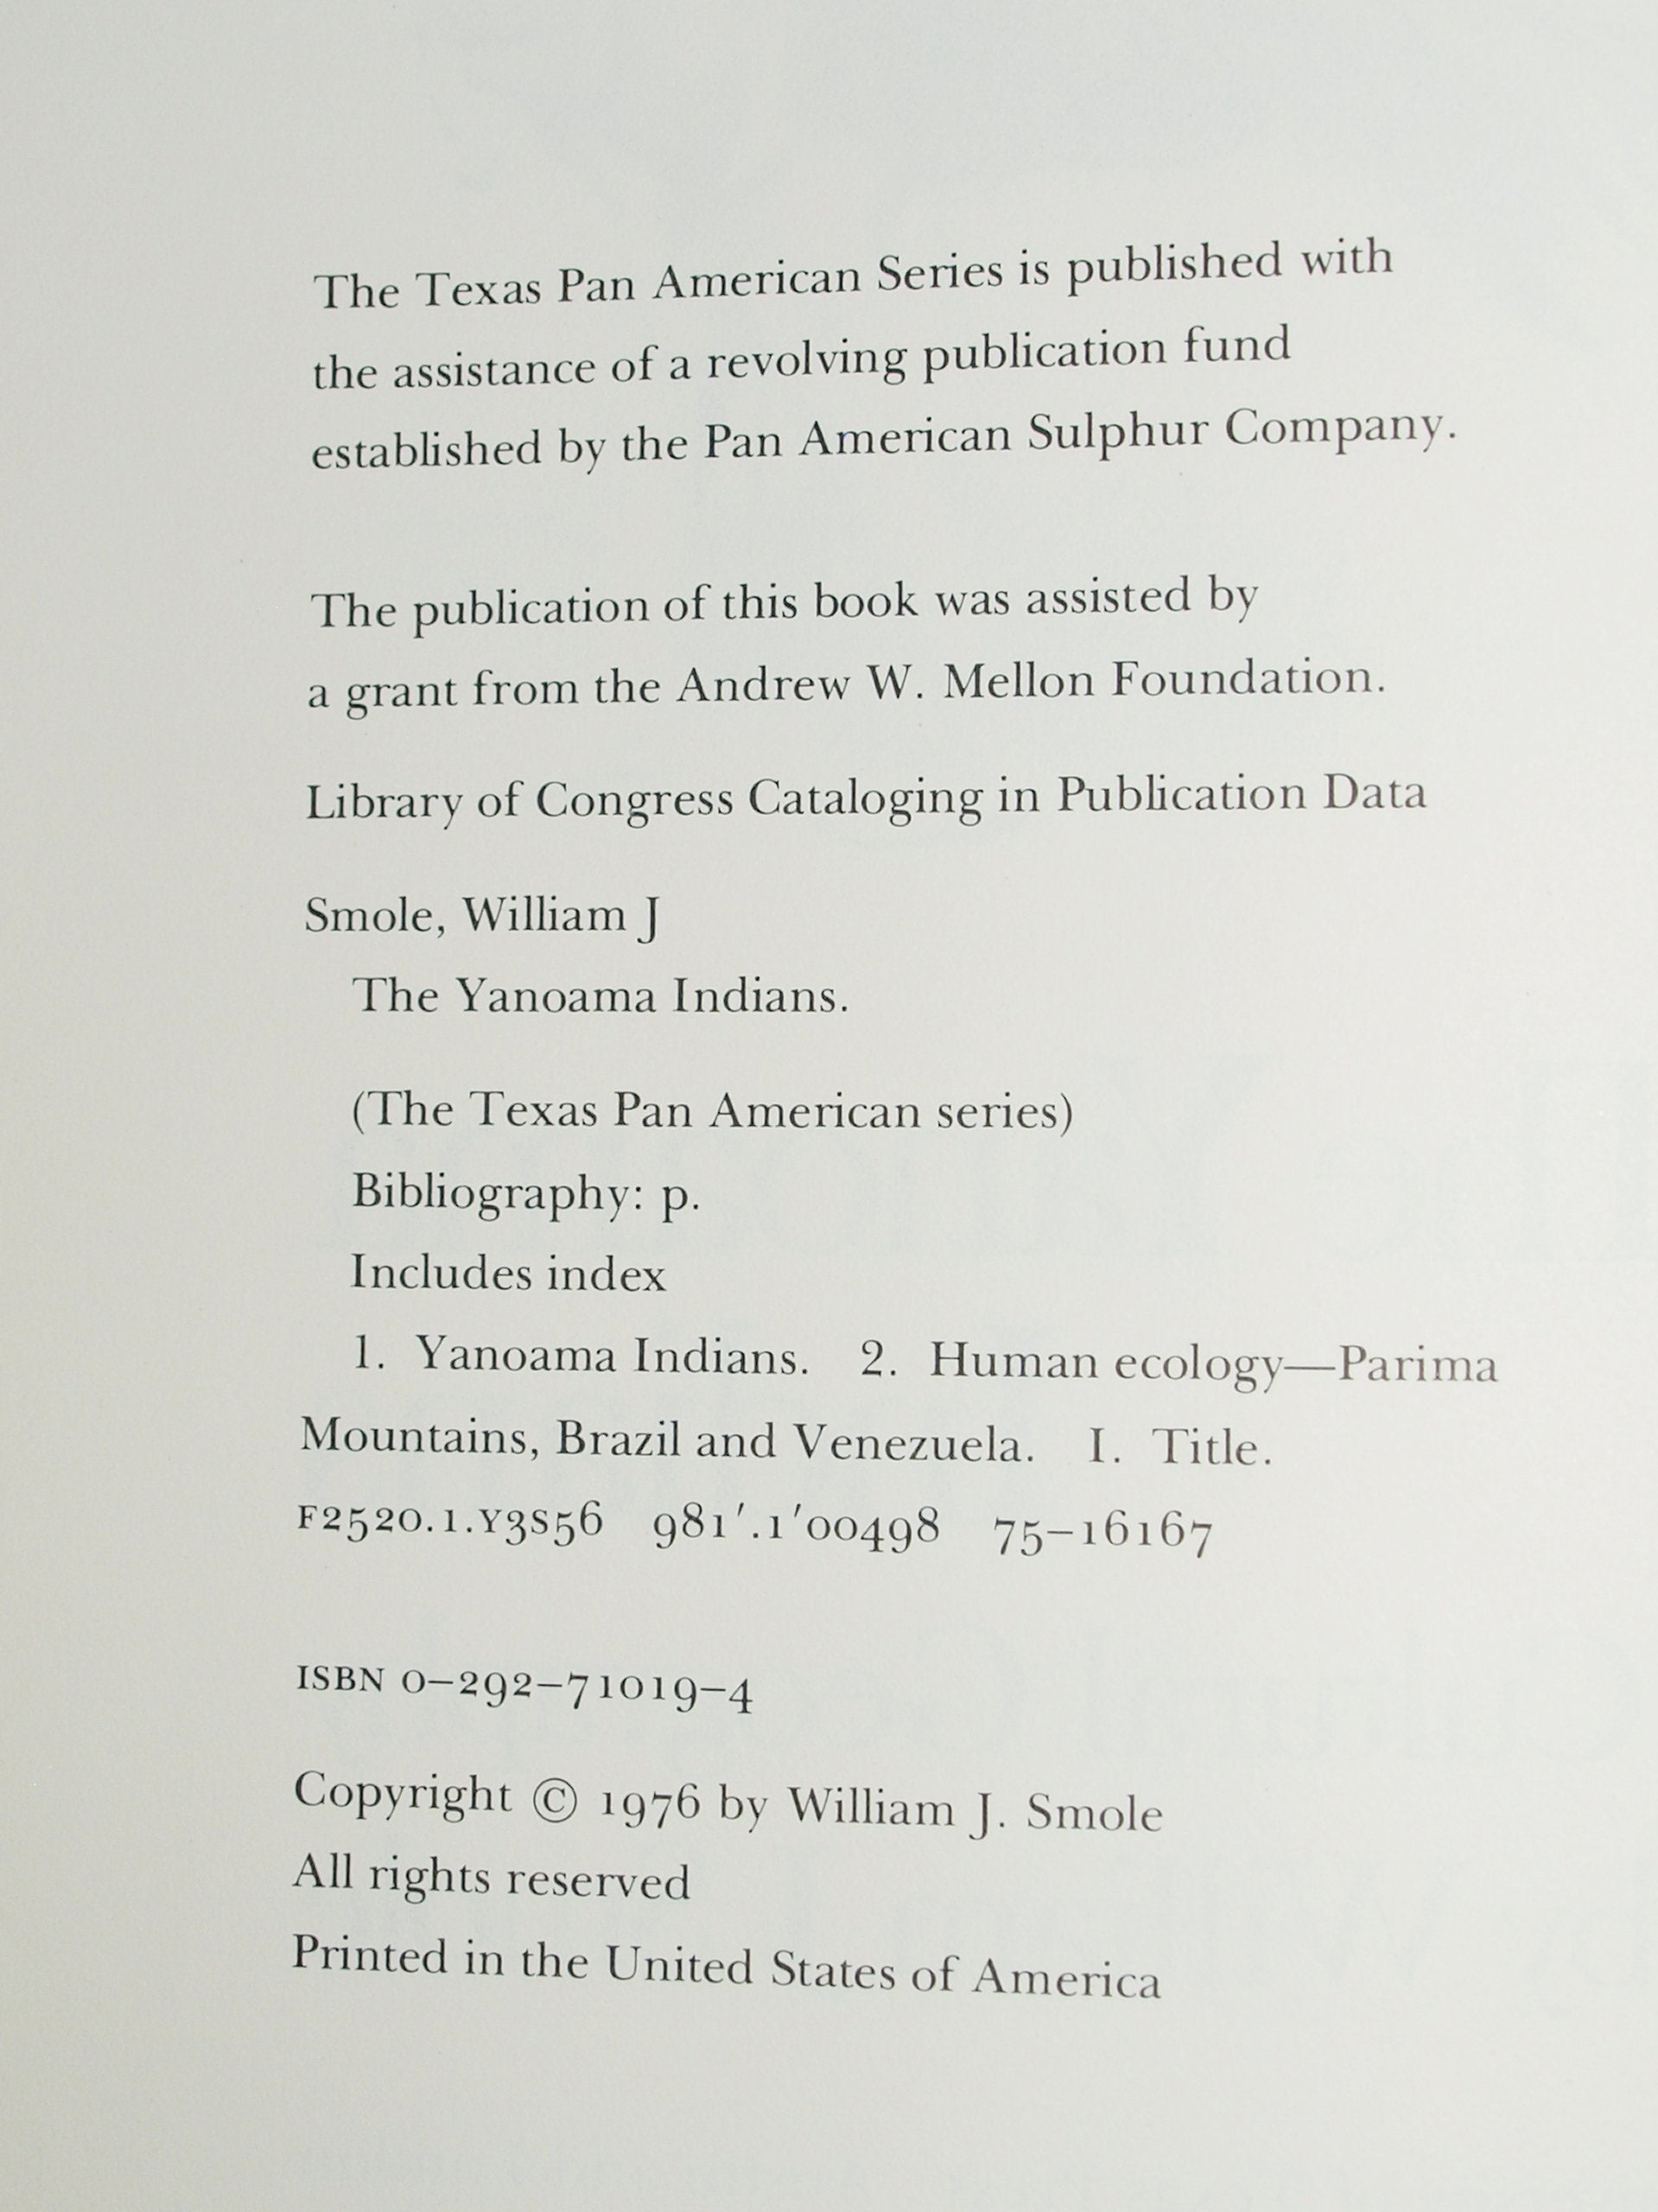 The Texas Pan American Series is published with
the assistance of a revolving publication fund
established by the Pan American Sulphur Company.
The publication of this book was assisted by
a grant from the Andrew W. Mellon Foundation.
Library of Congress Cataloging in Publication Data
Smole, William J
The Yanoama Indians.
(The Texas Pan American series)
Bibliography: p.
Includes index
1. Yanoama Indians. 2. Human ecology—Parima
Mountains, Brazil and Venezuela. I. Title.
F2520.1.Y3S56 981′.1′00498 75–16167
ISBN 0–292–71019–4
Copyright © 1976 by William J. Smole
All rights reserved
Printed in the United States of America